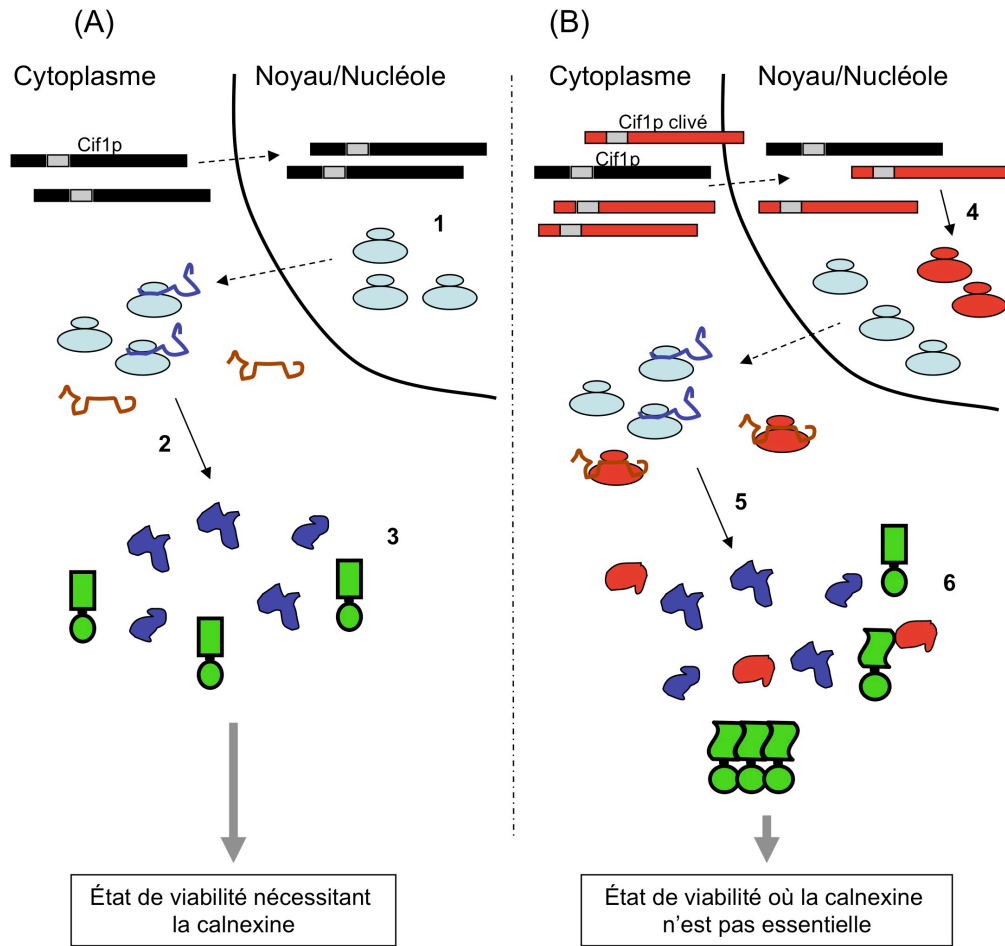 (A)
Cytoplasme
Noyau/Nucléole
Cif1p
1
2
3
État de viabilité nécessitant
la calnexine
(B)
Cytoplasme
Noyau/Nucléole
Cif1p clivé
Cif1p
4
5
6
État de viabilité où la calnexine
n'est pas essentielle